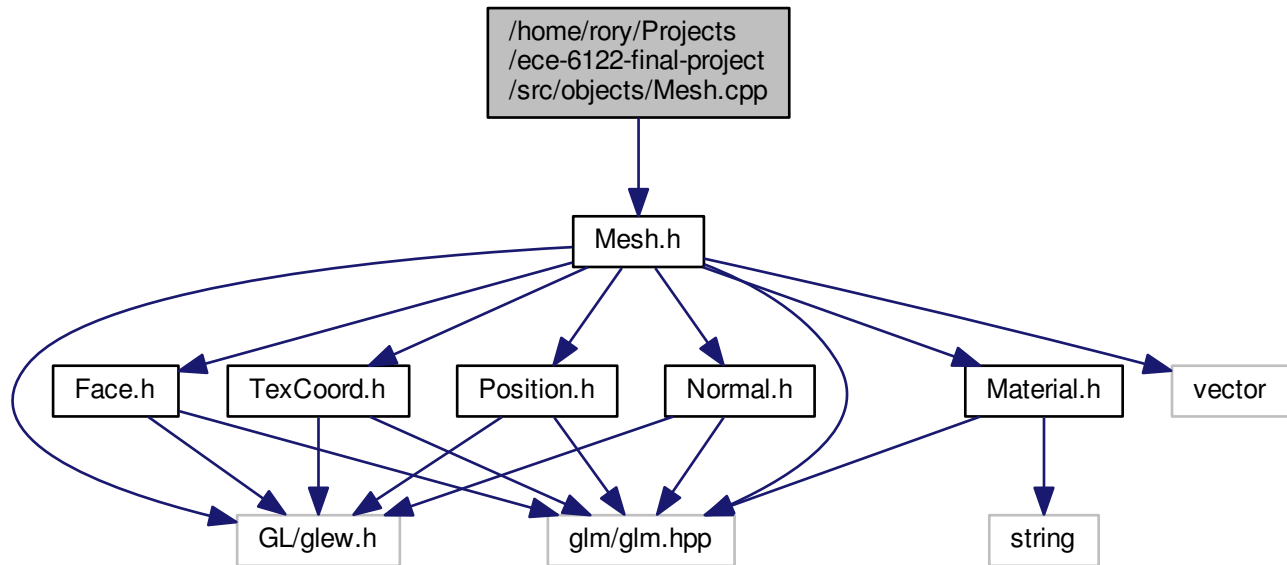 /home/rory/Projects
/ece-6122-final-project
/src/objects/Mesh.cpp
Mesh.h
Face.h
TexCoord.h
Position.h
Normal.h
Material.h
vector
GL/glew.h
glm/glm.hpp
string